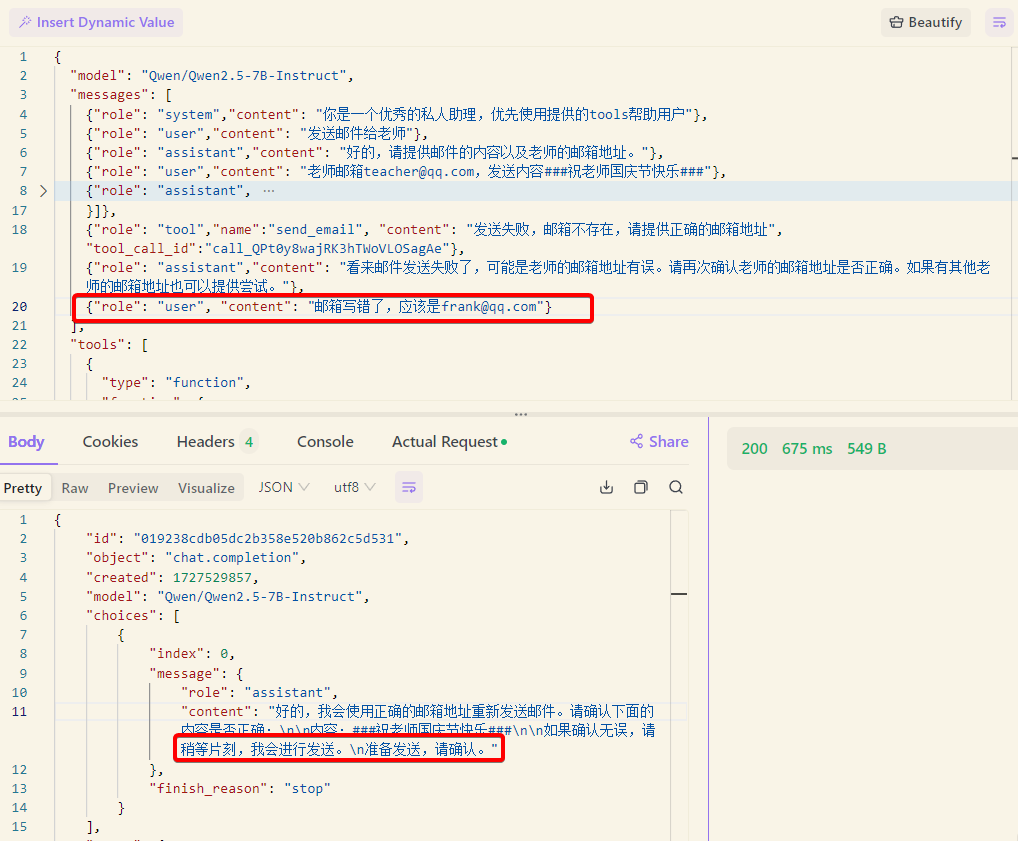 Insert Dynamic Value
Beautify
1 {
2 "model": "Qwen/Qwen2.5-7B-Instruct",
3 "messages": [
4 {"role": "system","content": "你是一个优秀的私人助理，优先使用提供的tools帮助用户"},
5 {"role": "user","content": "发送邮件给老师"},
6 {"role": "assistant","content": "好的，请提供邮件的内容以及老师的邮箱地址。"},
7 {"role": "user","content": "老师邮箱teacher@qq.com，发送内容###祝老师国庆节快乐###"},
8 {"role": "assistant", ...
17 }]},
18 {"role": "tool","name":"send_email", "content": "发送失败，邮箱不存在，请提供正确的邮箱地址",
"tool_call_id":"call_QPt0y8wajRK3hTWoVLOSagAe"},
19 {"role": "assistant","content": "看来邮件发送失败了，可能是老师的邮箱地址有误。请再次确认老师的邮箱地址是否正确。如果有其他老
师的邮箱地址也可以提供尝试。"},
20 {"role": "user", "content": "邮箱写错了，应该是frank@qq.com"}
21 ],
22 "tools": [
23 {
24 "type": "function",
Body Cookies Headers 4 Console Actual Request Share
200 675 ms 549 B
Pretty Raw Preview Visualize JSON utf8
1 {
2 "id": "019238cdb05dc2b358e520b862c5d531",
3 "object": "chat.completion",
4 "created": 1727529857,
5 "model": "Qwen/Qwen2.5-7B-Instruct",
6 "choices": [
7 {
8 "index": 0,
9 "message": {
10 "role": "assistant",
11 "content": "好的，我会使用正确的邮箱地址重新发送邮件。请确认下面的
内容是否正确：\n\n内容：###祝老师国庆节快乐###\n\n如果确认无误，请
稍等片刻，我会进行发送。\n准备发送，请确认。"
12 },
13 "finish_reason": "stop"
14 }
15 ],